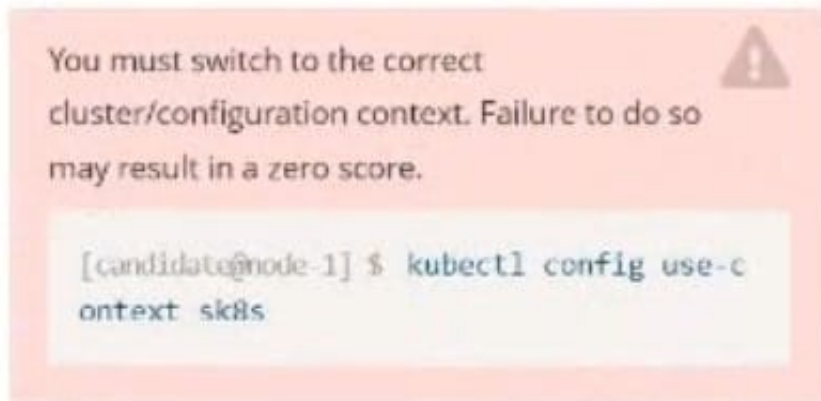 You must switch to the correct
cluster/configuration context. Failure to do so
may result in a zero score.
[candidate@node-1] $ kubectl config use-c
ontext sk8s